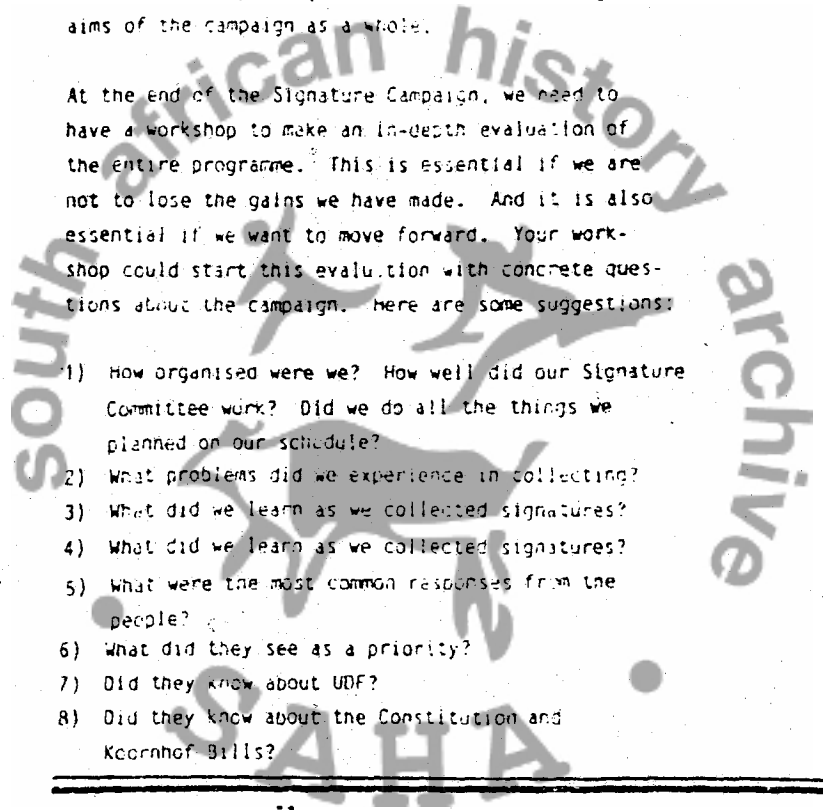 aims of the campaign as a whole.
At the end of the Signature Campaign, we need to
have a workshop to make an in-depth evaluation of
the entire programme. This is essential if we are
not to lose the gains we have made. And it is also
essential if we want to move forward. Your work-
shop could start this evaluation with concrete ques-
tions about the campaign. Here are some suggestions:
1) How organised were we? How well did our Signature
Committee work? Did we do all the things we
planned on our schedule?
2) What problems did we experience in collecting?
3) What did we learn as we collected signatures?
4) What did we learn as we collected signatures?
5) What were the most common responses from the
people?
6) What did they see as a priority?
7) Did they know about UDF?
8) Did they know about the Constitution and
Koornhof Bills?
south african history archive
SAHA